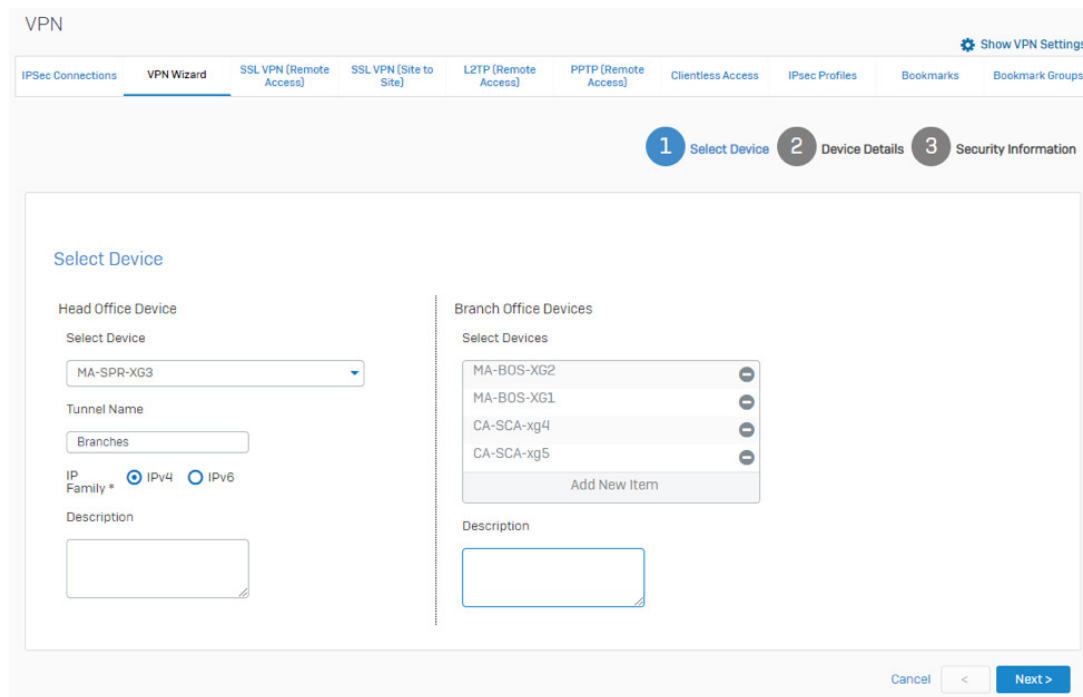 VPN
Show VPN Settings
IPSec Connections
VPN Wizard
SSL VPN (Remote
Access)
SSL VPN (Site to
Site)
L2TP (Remote
Access)
PPTP (Remote
Access)
Clientless Access
IPsec Profiles
Bookmarks
Bookmark Groups
1 Select Device 2 Device Details 3 Security Information
Select Device
Head Office Device
Select Device
MA-SPR-XG3
Tunnel Name
Branches
IP
Family *
IPv4 IPv6
Description
Branch Office Devices
Select Devices
MA-BOS-XG2
MA-BOS-XG1
CA-SCA-xg4
CA-SCA-xg5
Add New Item
Description
Cancel < Next >